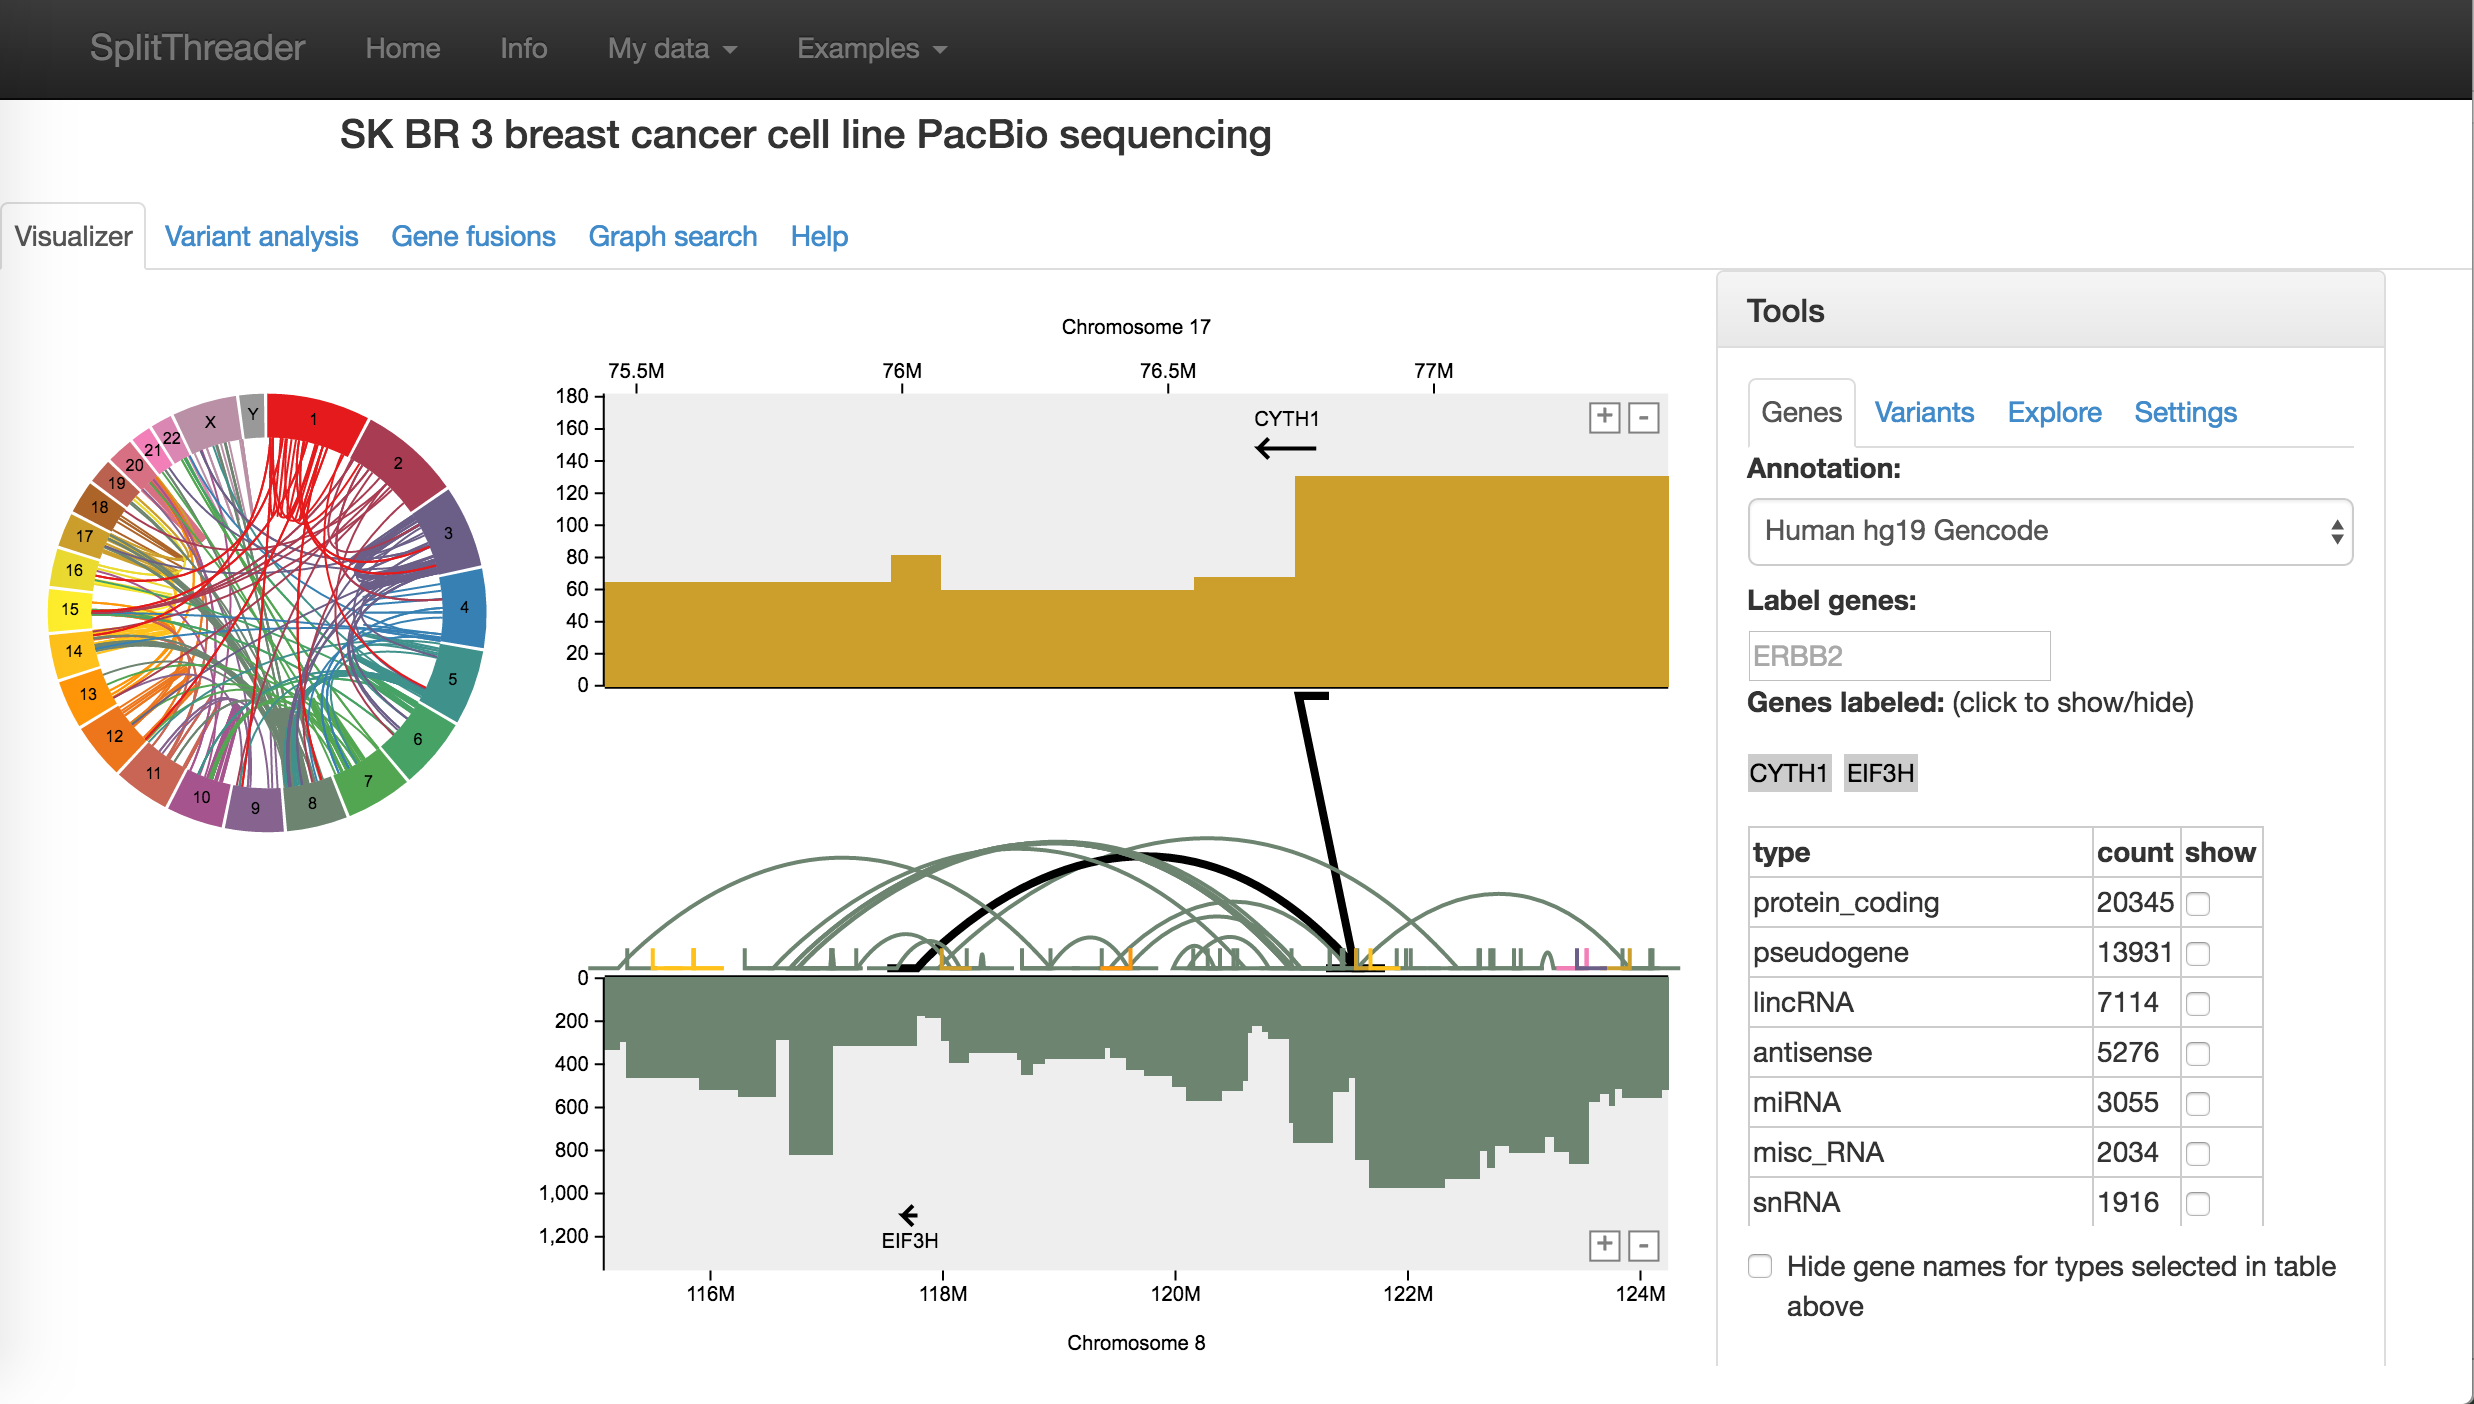 SplitThreader Home Info My data Examples
SK BR 3 breast cancer cell line PacBio sequencing
Visualizer Variant analysis Gene fusions Graph search Help
1
2
3
4
5
6
7
8
9
10
11
12
13
14
15
16
17
18
19
20
21
22
X
Y
Chromosome 17
75.5M 76M 76.5M 77M
180
160
140
120
100
80
60
40
20
0
CYTH1
+ -
0
200
400
600
800
1,000
1,200
EIF3H
+ -
116M 118M 120M 122M 124M
Chromosome 8
Tools
Genes Variants Explore Settings
Annotation:
Human hg19 Gencode
Label genes:
ERBB2
Genes labeled: (click to show/hide)
CYTH1 EIF3H
type count show
protein_coding 20345
pseudogene 13931
lincRNA 7114
antisense 5276
miRNA 3055
misc_RNA 2034
snRNA 1916
Hide gene names for types selected in table
above